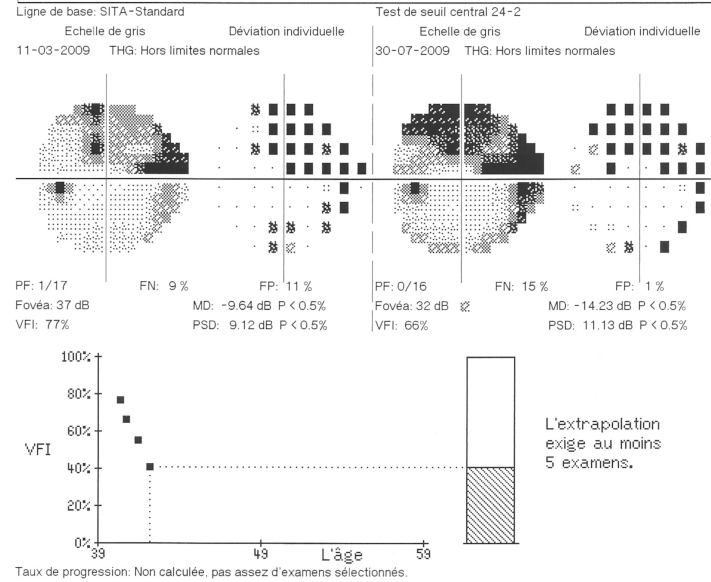 Ligne de base: SITA-Standard
Test de seuil central 24-2
Echelle de gris
Déviation individuelle
Echelle de gris
Déviation individuelle
11-03-2009 THG: Hors limites normales
30-07-2009 THG: Hors limites normales
PF: 1/17 FN: 9 % FP: 11 %
PF: 0/16 FN: 15 % FP: 1 %
Fovéa: 37 dB MD: -9.64 dB P < 0.5%
Fovéa: 32 dB MD: -14.23 dB P < 0.5%
VFI: 77% PSD: 9.12 dB P < 0.5%
VFI: 66% PSD: 11.13 dB P < 0.5%
100%
80%
60%
VFI
40%
20%
0%
39
49
L'âge
59
L'extrapolation
exige au moins
5 examens.
Taux de progression: Non calculée, pas assez d'examens sélectionnés.